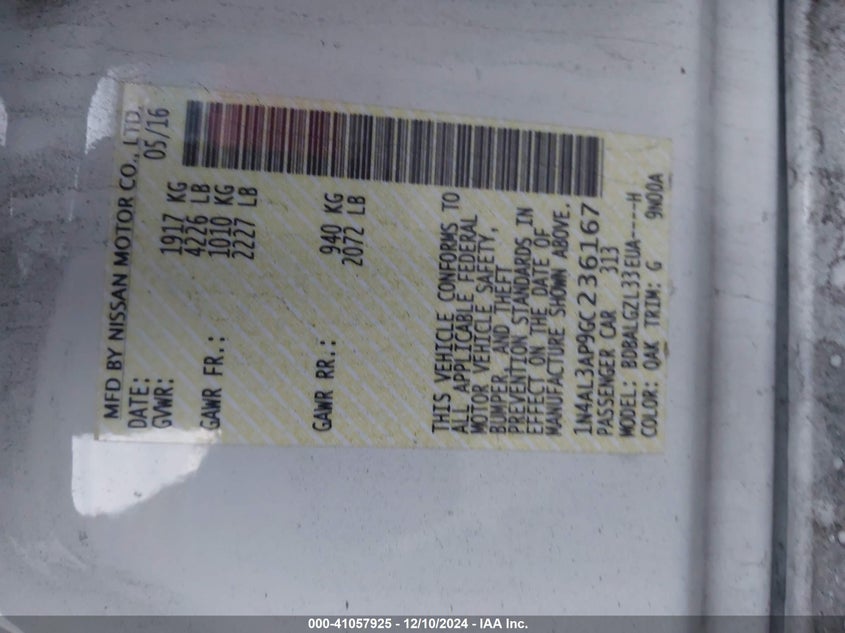 MFD BY NISSAN MOTOR CO., LTD.
DATE: 05/16
GVWR: 1917 KG
4226 LB
GAWR FR.: 1010 KG
2227 LB
GAWR RR.: 940 KG
2072 LB
THIS VEHICLE CONFORMS TO
ALL APPLICABLE FEDERAL
MOTOR VEHICLE SAFETY,
BUMPER, AND THEFT
PREVENTION STANDARDS IN
EFFECT ON THE DATE OF
MANUFACTURE SHOWN ABOVE.
1N4AL3AP9GC236167
PASSENGER CAR 313
MODEL: BDBALGZL33EUA----H
COLOR: QAK TRIM: G 9N00A
000-41057925 - 12/10/2024 - IAA Inc.